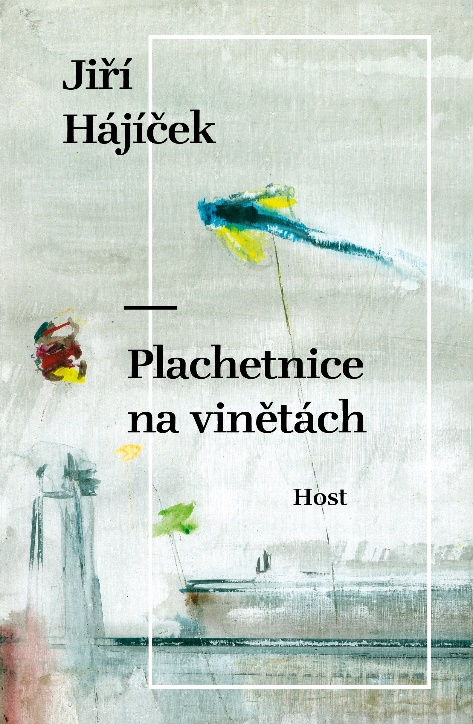 Jiří
Hájíček
Plachetnice
na vinětách
Host